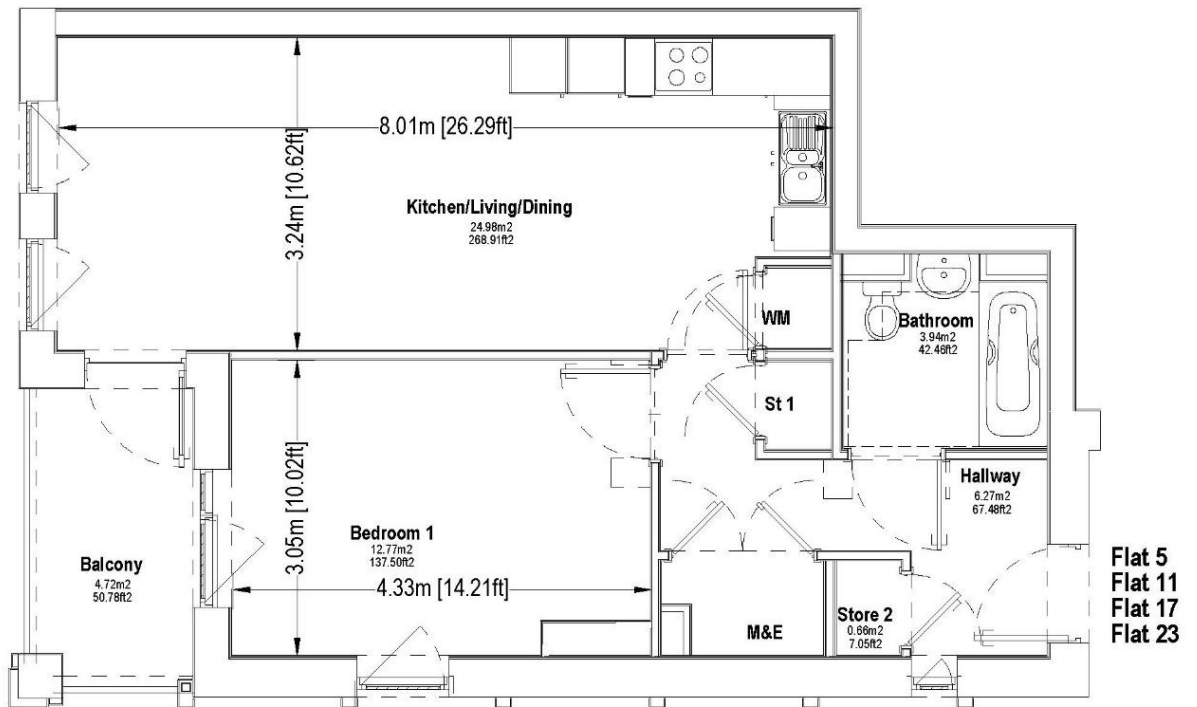 8.01m [26.29ft]
3.24m [10.62ft]
Kitchen/Living/Dining
24.98m2
268.91ft2
WM
Bathroom
3.94m2
42.46ft2
St 1
Hallway
6.27m2
67.48ft2
3.05m [10.02ft]
Bedroom 1
12.77m2
137.50ft2
4.33m [14.21ft]
Balcony
4.72m2
50.78ft2
M&E
Store 2
0.66m2
7.05ft2
Flat 5
Flat 11
Flat 17
Flat 23